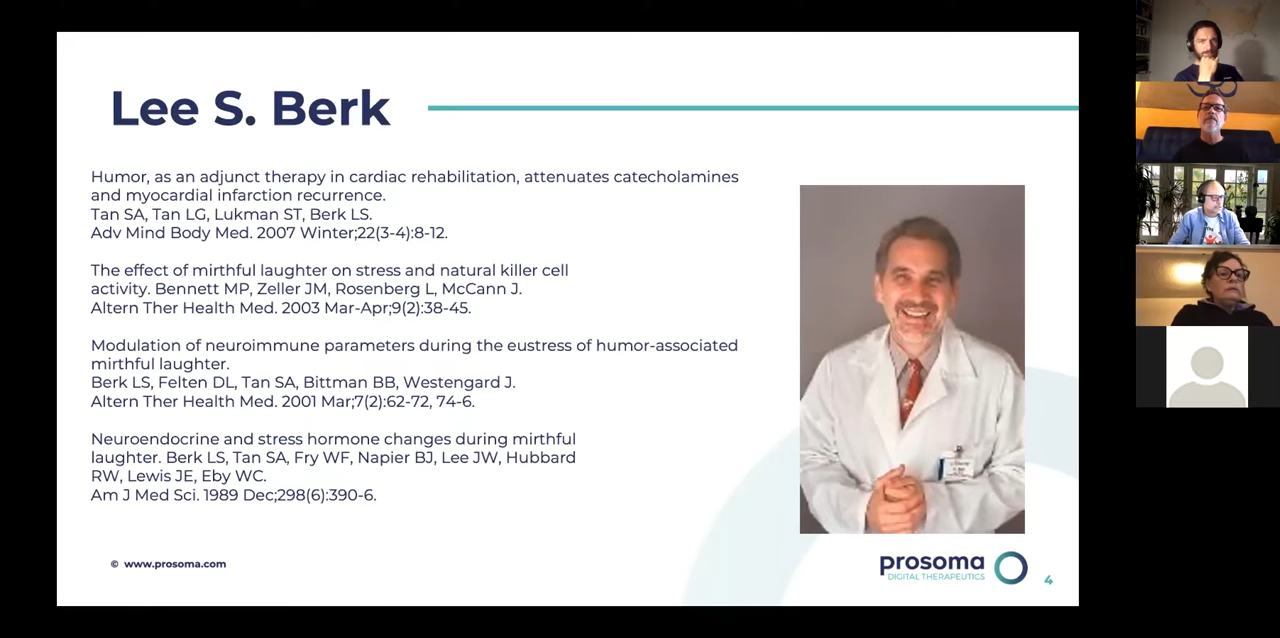 Lee S. Berk
Humor, as an adjunct therapy in cardiac rehabilitation, attenuates catecholamines
and myocardial infarction recurrence.
Tan SA, Tan LG, Lukman ST, Berk LS.
Adv Mind Body Med. 2007 Winter;22(3-4):8-12.
The effect of mirthful laughter on stress and natural killer cell
activity. Bennett MP, Zeller JM, Rosenberg L, McCann J.
Altern Ther Health Med. 2003 Mar-Apr;9(2):38-45.
Modulation of neuroimmune parameters during the eustress of humor-associated
mirthful laughter.
Berk LS, Felten DL, Tan SA, Bittman BB, Westengard J.
Altern Ther Health Med. 2001 Mar;7(2):62-72, 74-6.
Neuroendocrine and stress hormone changes during mirthful
laughter. Berk LS, Tan SA, Fry WF, Napier BJ, Lee JW, Hubbard
RW, Lewis JE, Eby WC.
Am J Med Sci. 1989 Dec;298(6):390-6.
© www.prosoma.com
prosoma
DIGITAL THERAPEUTICS
4